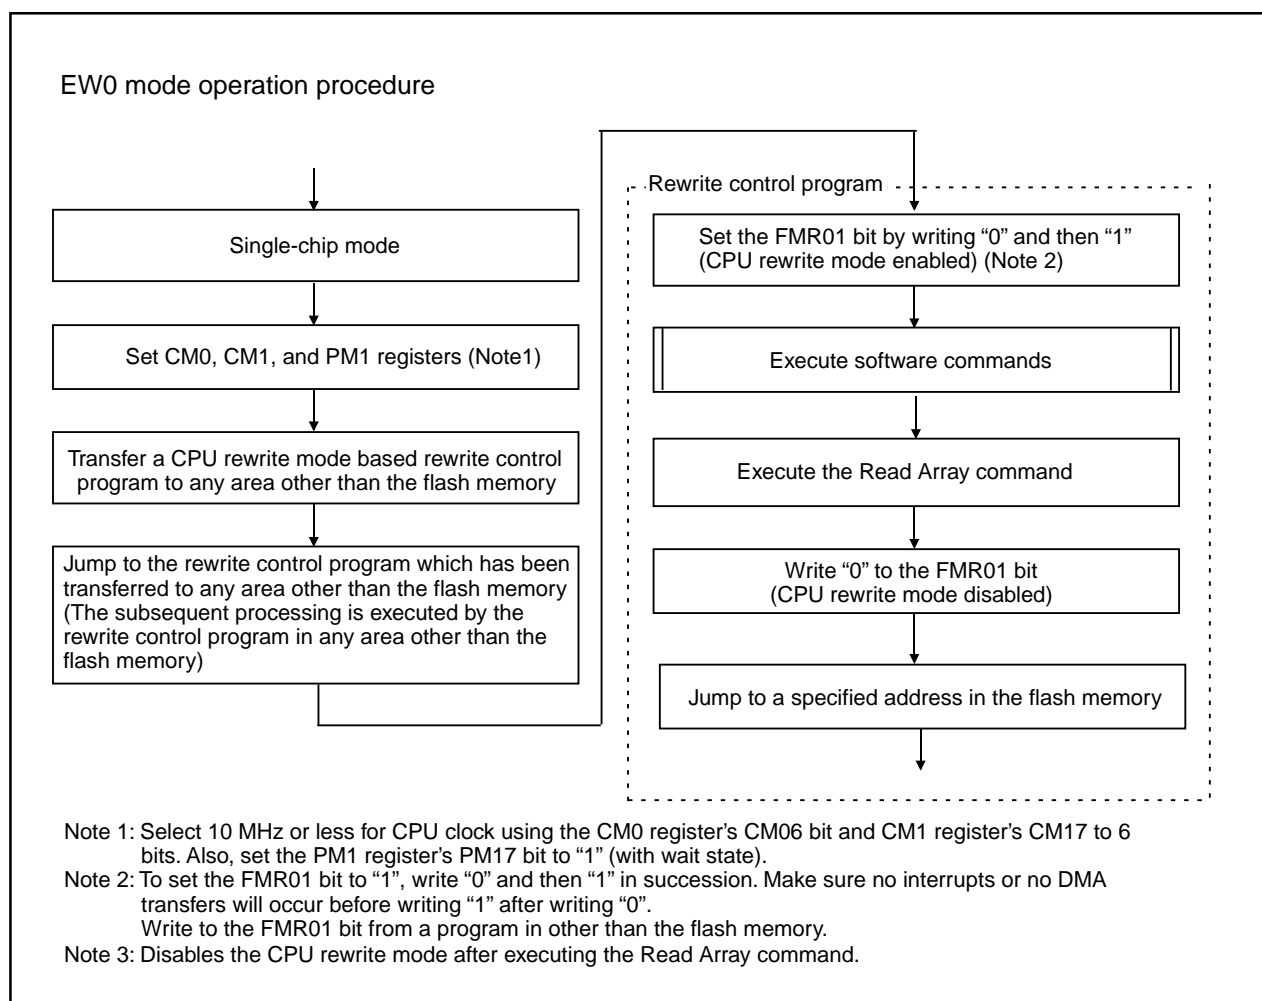 EW0 mode operation procedure
Single-chip mode
Set CM0, CM1, and PM1 registers (Note1)
Transfer a CPU rewrite mode based rewrite control
program to any area other than the flash memory
Jump to the rewrite control program which has been
transferred to any area other than the flash memory
(The subsequent processing is executed by the
rewrite control program in any area other than the
flash memory)
Rewrite control program
Set the FMR01 bit by writing “0” and then “1”
(CPU rewrite mode enabled) (Note 2)
Execute software commands
Execute the Read Array command
Write “0” to the FMR01 bit
(CPU rewrite mode disabled)
Jump to a specified address in the flash memory
Note 1: Select 10 MHz or less for CPU clock using the CM0 register’s CM06 bit and CM1 register’s CM17 to 6
bits. Also, set the PM1 register’s PM17 bit to “1” (with wait state).
Note 2: To set the FMR01 bit to “1”, write “0” and then “1” in succession. Make sure no interrupts or no DMA
transfers will occur before writing “1” after writing “0”.
Write to the FMR01 bit from a program in other than the flash memory.
Note 3: Disables the CPU rewrite mode after executing the Read Array command.